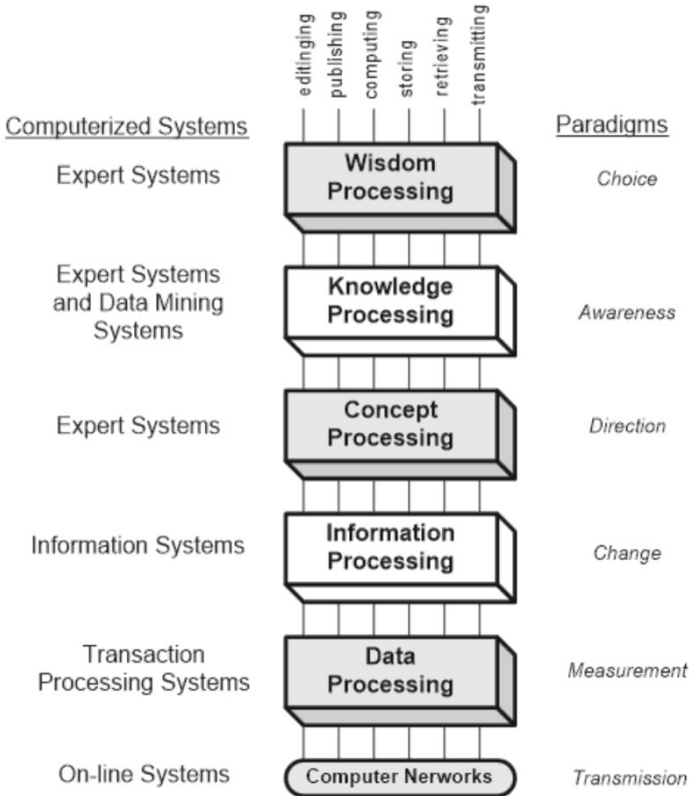 editinging
publishing
computing
storing
retrieving
transmitting
Computerized Systems
Paradigms
Expert Systems
Wisdom
Processing
Choice
Expert Systems
and Data Mining
Systems
Knowledge
Processing
Awareness
Expert Systems
Concept
Processing
Direction
Information Systems
Information
Processing
Change
Transaction
Processing Systems
Data
Processing
Measurement
On-line Systems
Computer Nerworks
Transmission